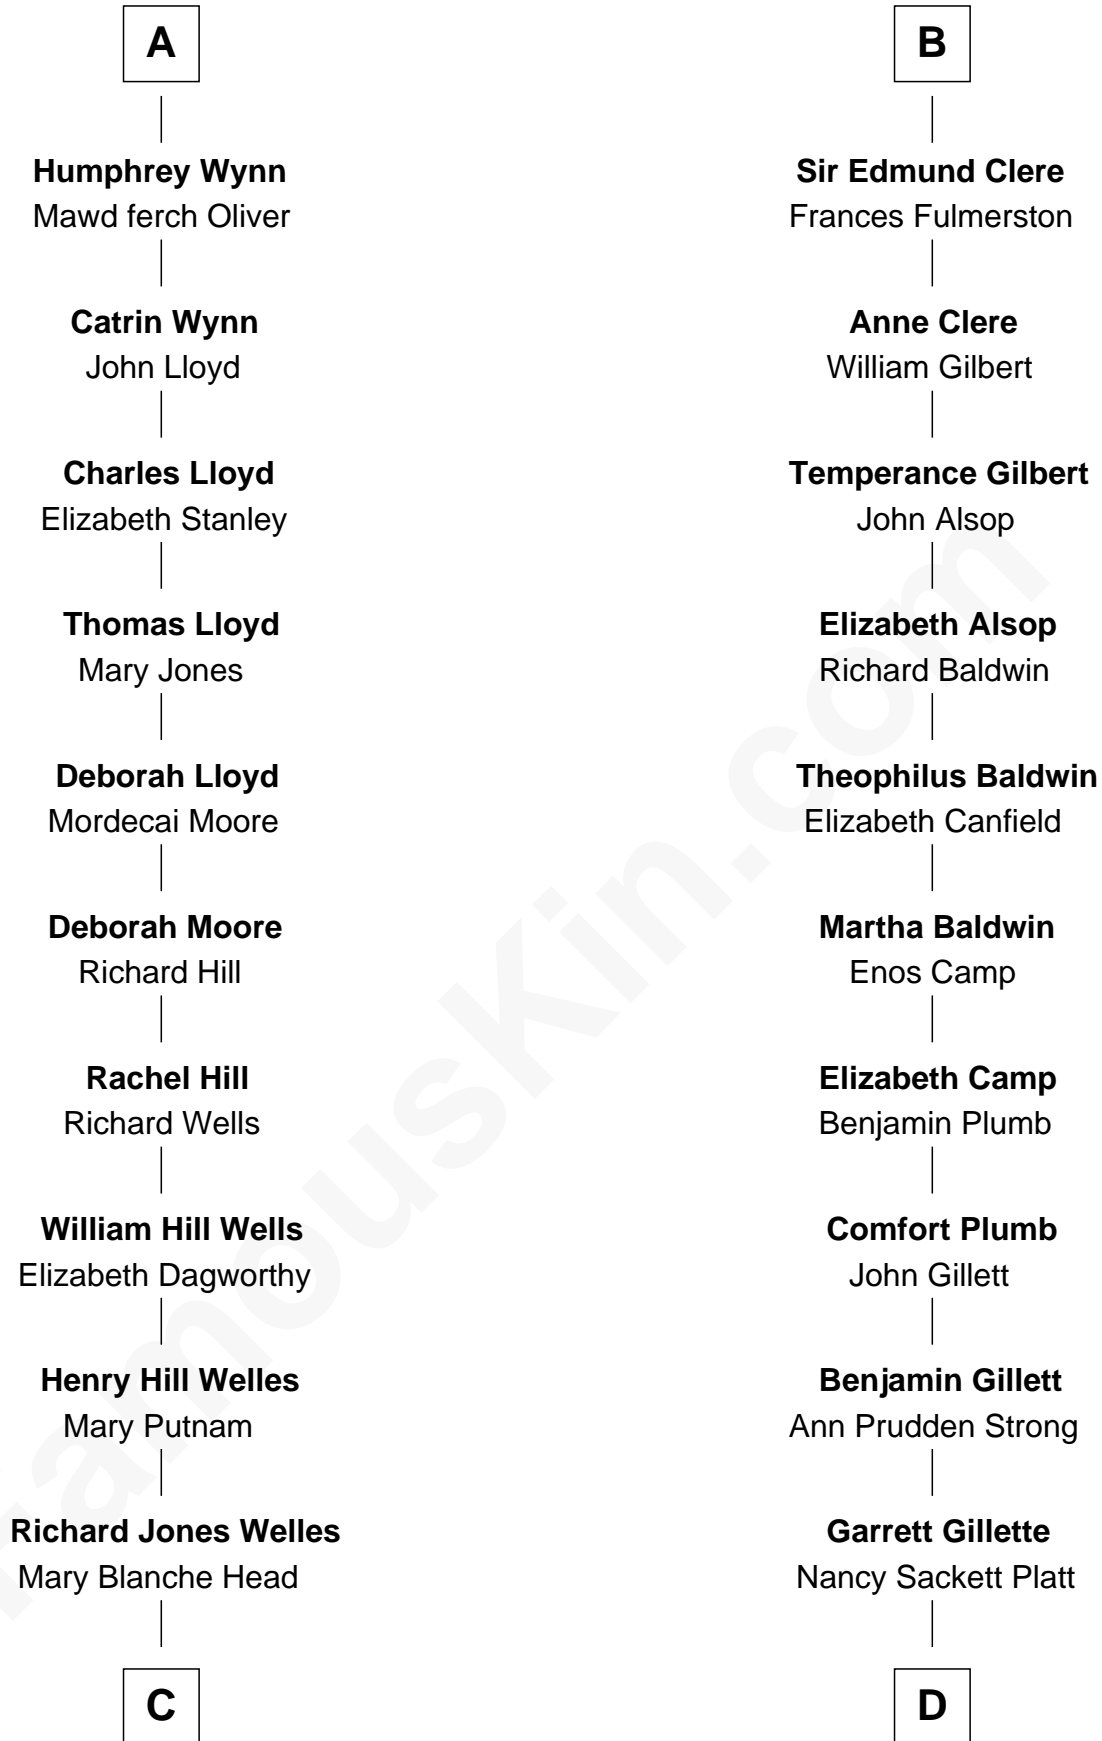 A
Humphrey Wynn
Mawd ferch Oliver
Catrin Wynn
John Lloyd
Charles Lloyd
Elizabeth Stanley
Thomas Lloyd
Mary Jones
Deborah Lloyd
Mordecai Moore
Deborah Moore
Richard Hill
Rachel Hill
Richard Wells
William Hill Wells
Elizabeth Dagworthy
Henry Hill Welles
Mary Putnam
Richard Jones Welles
Mary Blanche Head
C
B
Sir Edmund Clere
Frances Fulmerston
Anne Clere
William Gilbert
Temperance Gilbert
John Alsop
Elizabeth Alsop
Richard Baldwin
Theophilus Baldwin
Elizabeth Canfield
Martha Baldwin
Enos Camp
Elizabeth Camp
Benjamin Plumb
Comfort Plumb
John Gillett
Benjamin Gillett
Ann Prudden Strong
Garrett Gillette
Nancy Sackett Platt
D
FamousKin.com